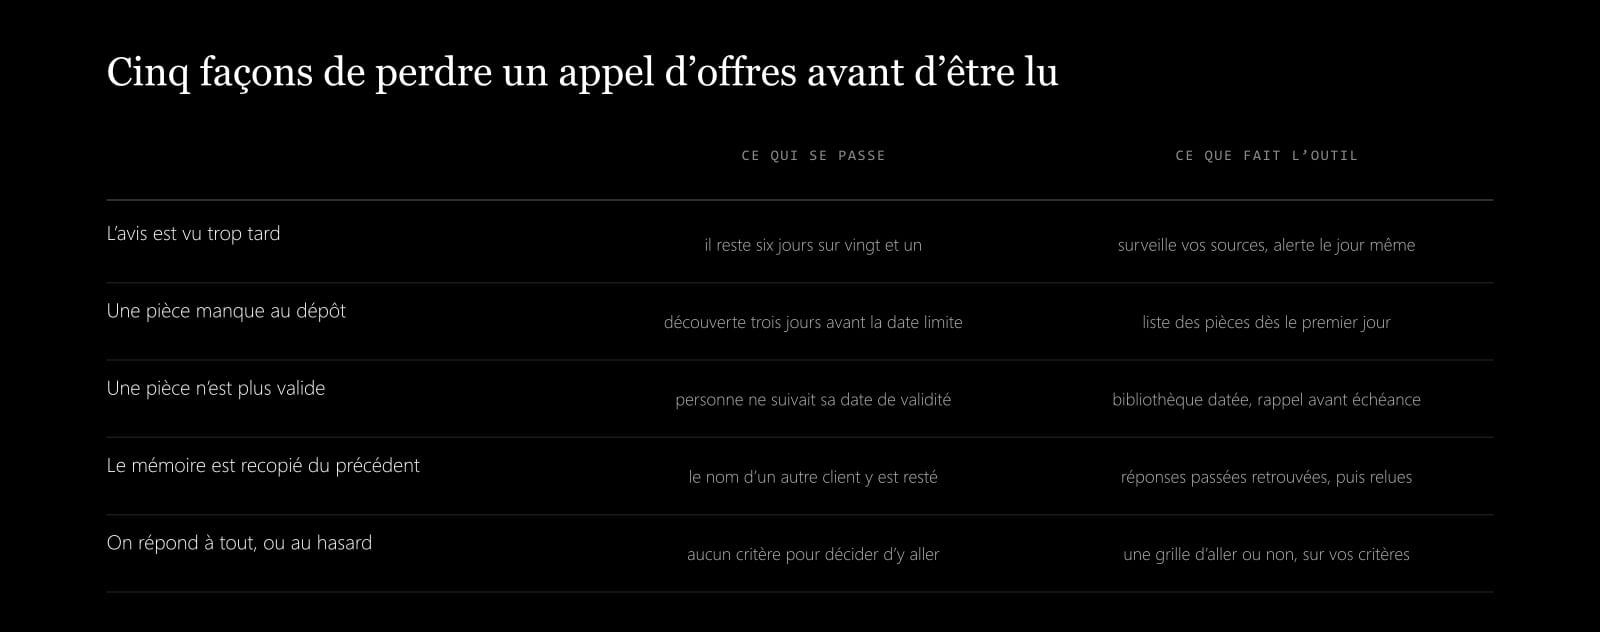 Cinq façons de perdre un appel d’offres avant d’être lu
CE QUI SE PASSE
CE QUE FAIT L’OUTIL
L’avis est vu trop tard
il reste six jours sur vingt et un
surveille vos sources, alerte le jour même
Une pièce manque au dépôt
découverte trois jours avant la date limite
liste des pièces dès le premier jour
Une pièce n’est plus valide
personne ne suivait sa date de validité
bibliothèque datée, rappel avant échéance
Le mémoire est recopié du précédent
le nom d’un autre client y est resté
réponses passées retrouvées, puis relues
On répond à tout, ou au hasard
aucun critère pour décider d’y aller
une grille d’aller ou non, sur vos critères